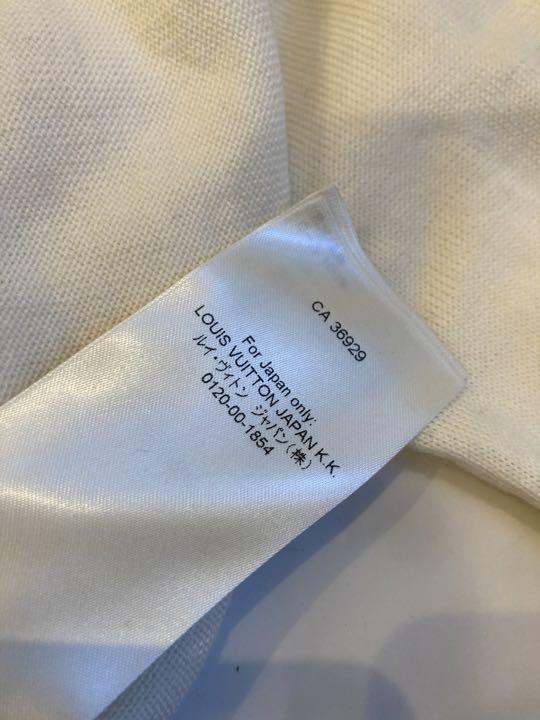 CA 36929
For Japan only:
LOUIS VUITTON JAPAN K.K.
ルイ・ヴィトン ジャパン(株)
0120-00-1854